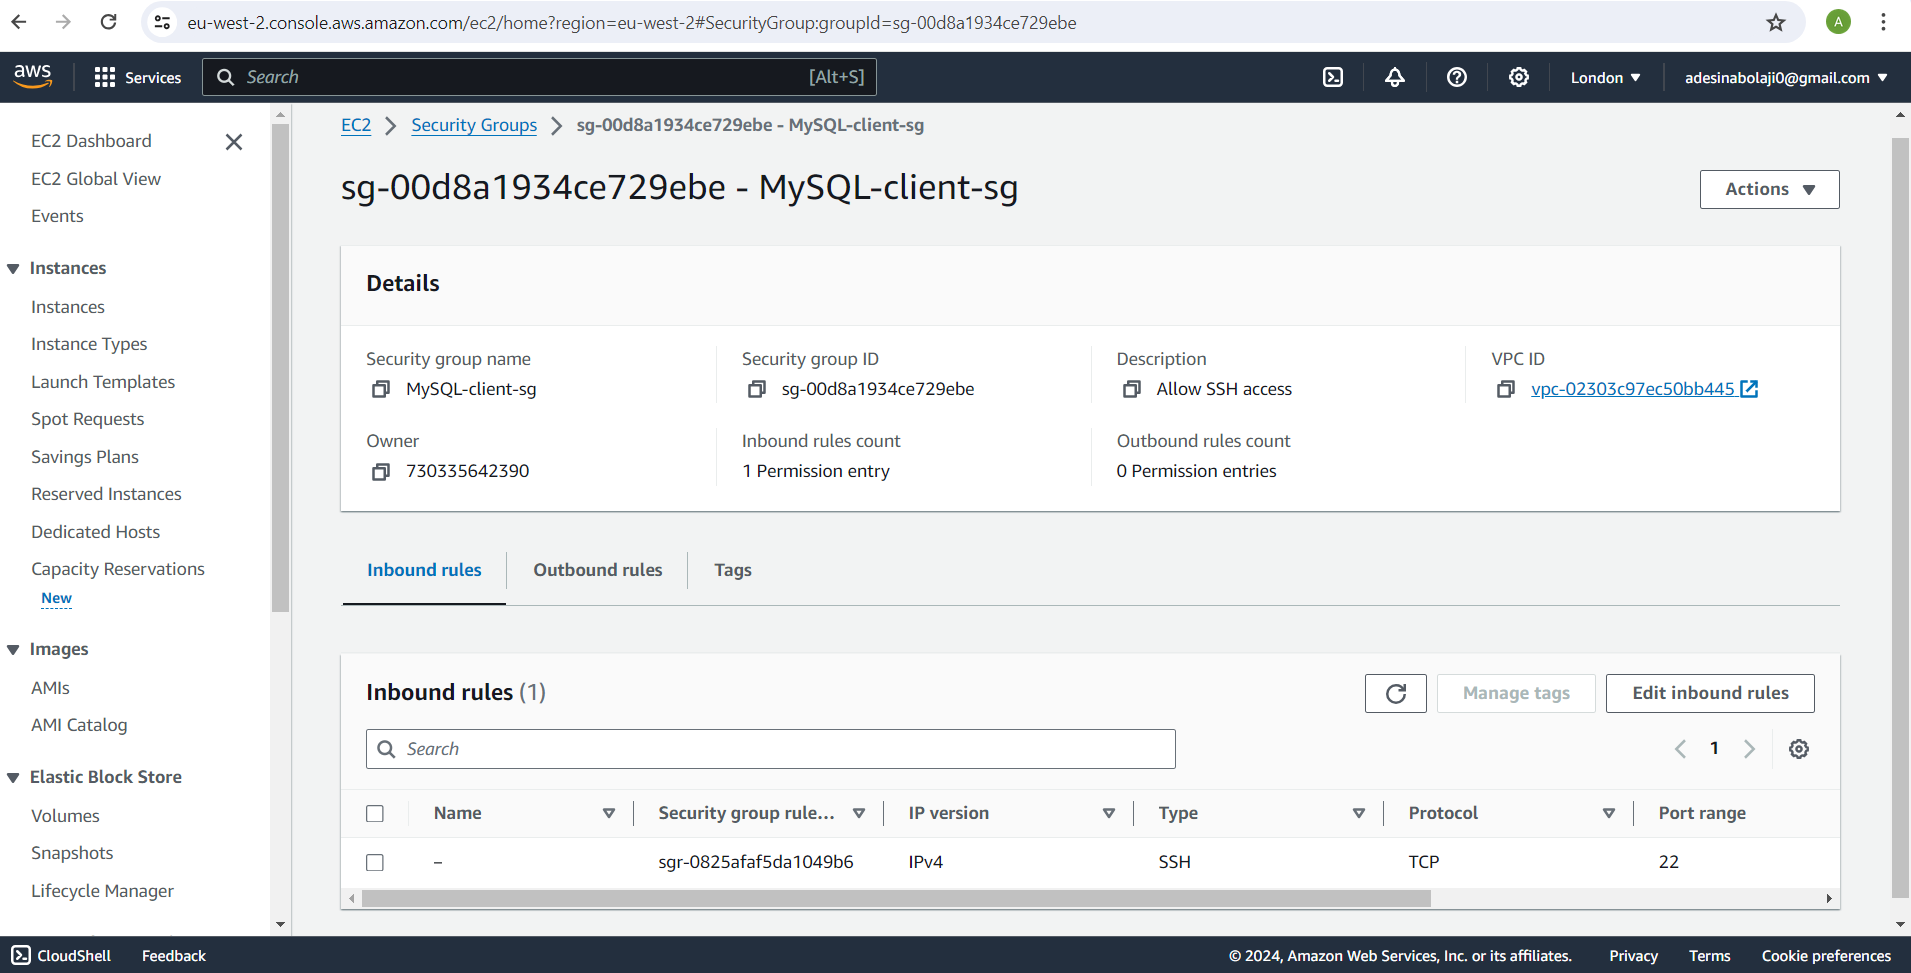 eu-west-2.console.aws.amazon.com/ec2/home?region=eu-west-2#SecurityGroup:groupId=sg-00d8a1934ce729ebe
A
aws
Services
Search
[Alt+S]
London
adesinabolaji0@gmail.com
EC2 Dashboard
EC2 Global View
Events
Instances
Instances
Instance Types
Launch Templates
Spot Requests
Savings Plans
Reserved Instances
Dedicated Hosts
Capacity Reservations
New
Images
AMIs
AMI Catalog
Elastic Block Store
Volumes
Snapshots
Lifecycle Manager
EC2 > Security Groups > sg-00d8a1934ce729ebe - MySQL-client-sg
sg-00d8a1934ce729ebe - MySQL-client-sg
Actions
Details
Security group name
MySQL-client-sg
Security group ID
sg-00d8a1934ce729ebe
Description
Allow SSH access
VPC ID
vpc-02303c97ec50bb445
Owner
730335642390
Inbound rules count
1 Permission entry
Outbound rules count
0 Permission entries
Inbound rules
Outbound rules
Tags
Inbound rules (1)
Manage tags
Edit inbound rules
Search
1
Name Security group rule... IP version Type Protocol Port range
– sgr-0825afaf5da1049b6 IPv4 SSH TCP 22
CloudShell
Feedback
© 2024, Amazon Web Services, Inc. or its affiliates.
Privacy
Terms
Cookie preferences